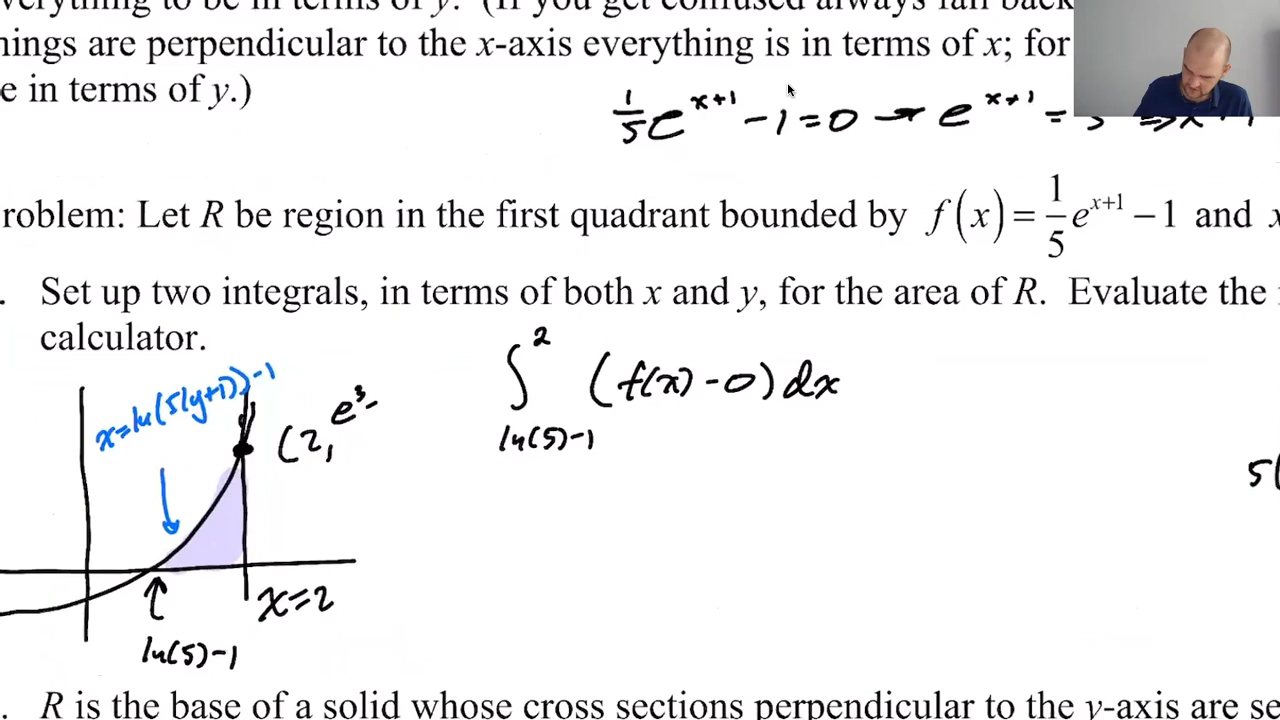 verything to be in terms of y. (If you get confused always fall back
ings are perpendicular to the x-axis everything is in terms of x; for
e in terms of y.)
1/5 e^(x+1) - 1 = 0 → e^(x+1) =
roblem: Let R be region in the first quadrant bounded by f(x) = 1/5 e^(x+1) − 1 and x
. Set up two integrals, in terms of both x and y, for the area of R. Evaluate the
calculator.
∫_(ln(5)-1)^2 (f(x) - 0) dx
x=ln(5(y+1))-1
(2, e^3-
5(
x=2
ln(5)-1
. R is the base of a solid whose cross sections perpendicular to the y-axis are se